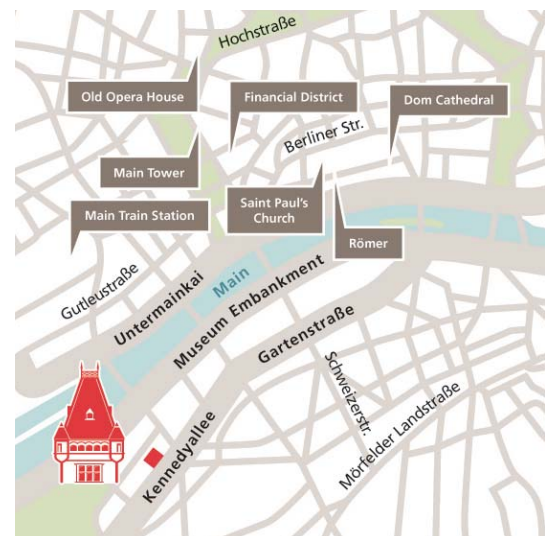 Hochstraße
Old Opera House
Financial District
Dom Cathedral
Berliner Str.
Main Tower
Saint Paul's
Church
Main Train Station
Römer
Gutleustraße
Untermainkai
Main
Museum Embankment
Gartenstraße
Schweizerstr.
Mörfelder Landstraße
Kennedyallee